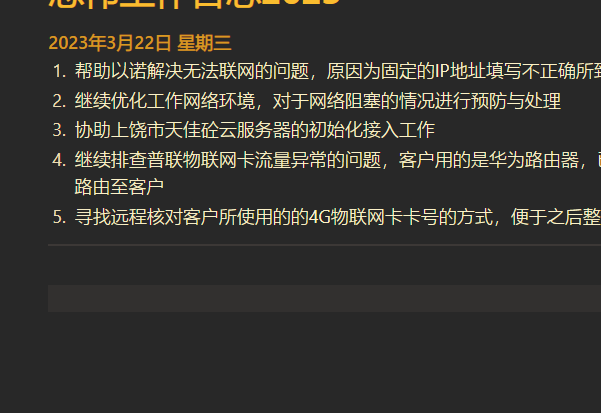 2023
2023年3月22日 星期三
1. 帮助以诺解决无法联网的问题，原因为固定的IP地址填写不正确所
2. 继续优化工作网络环境，对于网络阻塞的情况进行预防与处理
3. 协助上饶市天佳砼云服务器的初始化接入工作
4. 继续排查普联物联网卡流量异常的问题，客户用的是华为路由器，
路由至客户
5. 寻找远程核对客户所使用的的4G物联网卡卡号的方式，便于之后整